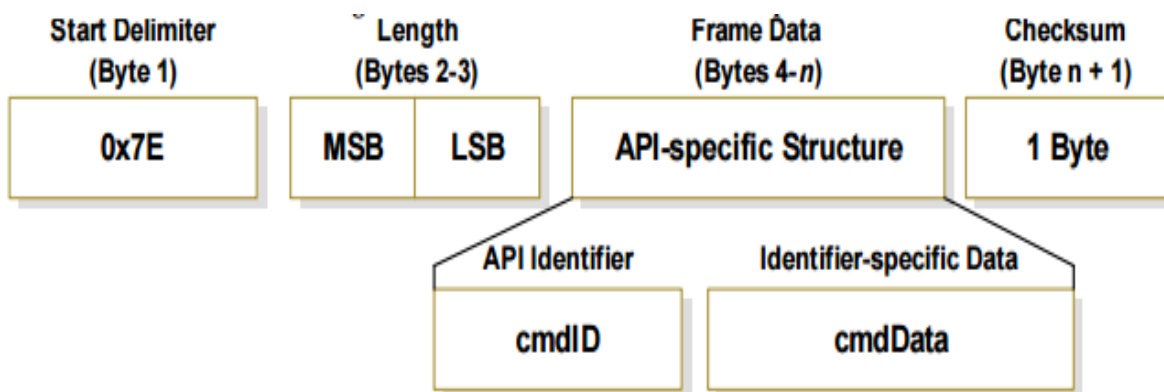 Start Delimiter
(Byte 1)
Length
(Bytes 2-3)
Frame Data
(Bytes 4-n)
Checksum
(Byte n + 1)
0x7E
MSB
LSB
API-specific Structure
1 Byte
API Identifier
Identifier-specific Data
cmdID
cmdData